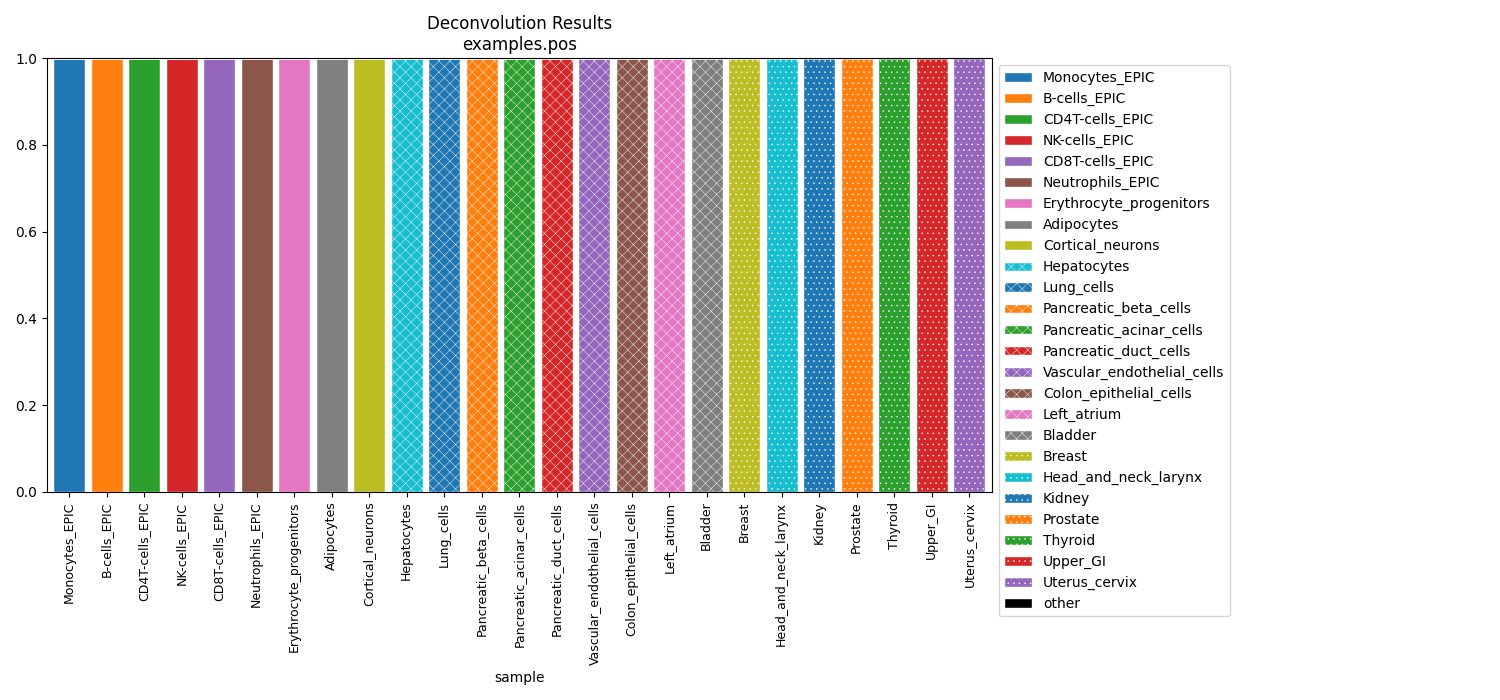 Deconvolution Results
examples.pos
1.0
0.8
0.6
0.4
0.2
0.0
Monocytes_EPIC
B-cells_EPIC
CD4T-cells_EPIC
NK-cells_EPIC
CD8T-cells_EPIC
Neutrophils_EPIC
Erythrocyte_progenitors
Adipocytes
Cortical_neurons
Hepatocytes
Lung_cells
Pancreatic_beta_cells
Pancreatic_acinar_cells
Pancreatic_duct_cells
Vascular_endothelial_cells
Colon_epithelial_cells
Left_atrium
Bladder
Breast
Head_and_neck_larynx
Kidney
Prostate
Thyroid
Upper_GI
Uterus_cervix
sample
Monocytes_EPIC
B-cells_EPIC
CD4T-cells_EPIC
NK-cells_EPIC
CD8T-cells_EPIC
Neutrophils_EPIC
Erythrocyte_progenitors
Adipocytes
Cortical_neurons
Hepatocytes
Lung_cells
Pancreatic_beta_cells
Pancreatic_acinar_cells
Pancreatic_duct_cells
Vascular_endothelial_cells
Colon_epithelial_cells
Left_atrium
Bladder
Breast
Head_and_neck_larynx
Kidney
Prostate
Thyroid
Upper_GI
Uterus_cervix
other